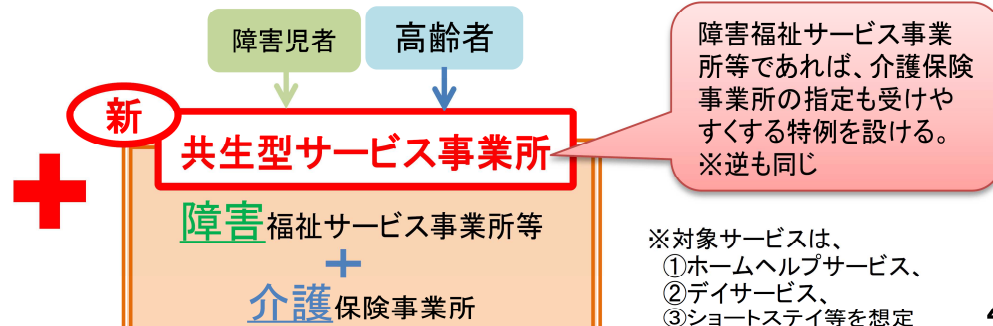 障害児者
高齢者
新
共生型サービス事業所
障害福祉サービス事業所等
+
介護保険事業所
障害福祉サービス事業
所等であれば、介護保険
事業所の指定も受けや
すくする特例を設ける。
※逆も同じ
※対象サービスは、
①ホームヘルプサービス、
②デイサービス、
③ショートステイ等を想定